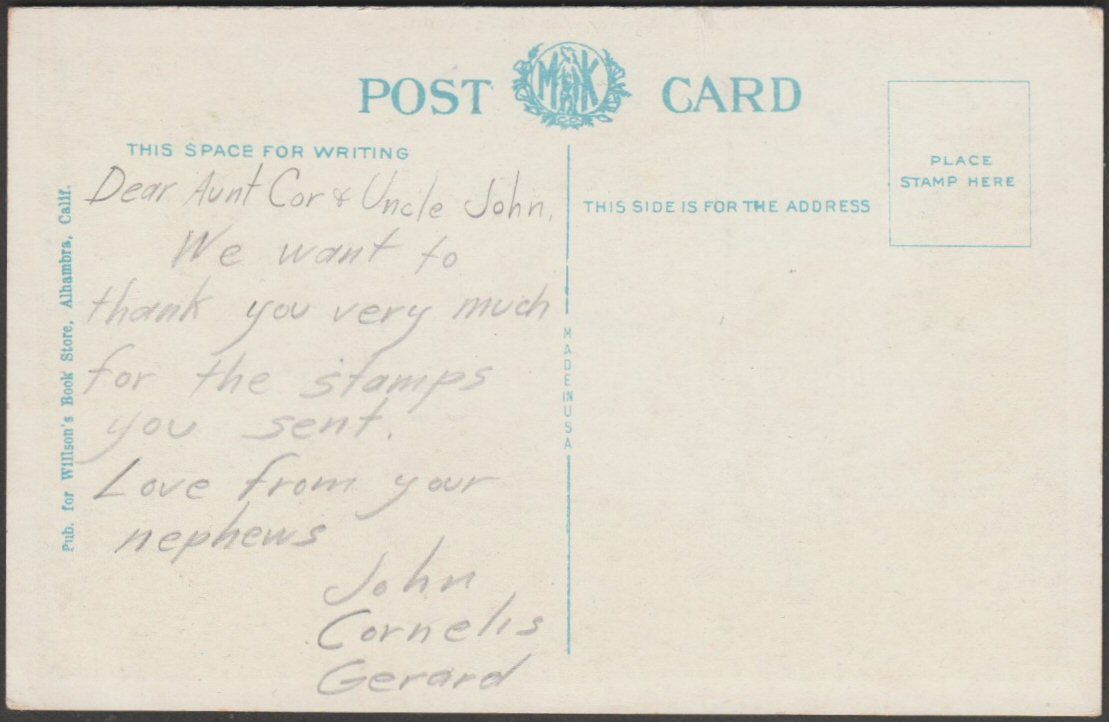 POST CARD
MK
THIS SPACE FOR WRITING
Dear Aunt Cor & Uncle John,
We want to
thank you very much
for the stamps
you sent.
Love from your
nephews
John
Cornelis
Gerard
Pub. for Willson's Book Store, Alhambra, Calif.
MADE IN USA
THIS SIDE IS FOR THE ADDRESS
PLACE
STAMP HERE